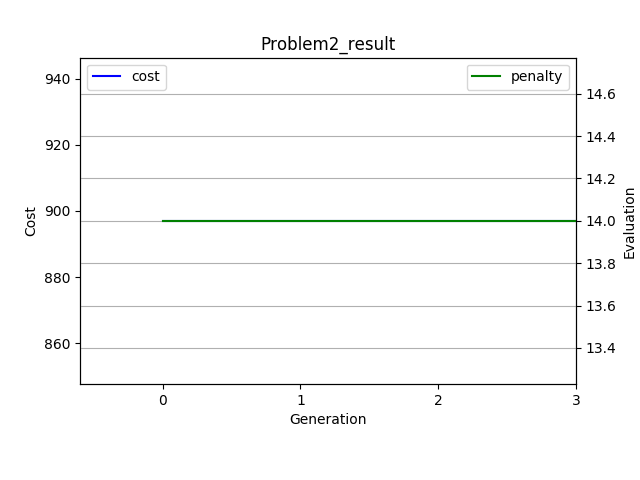 Problem2_result
cost
penalty
940
920
900
880
860
Cost
14.6
14.4
14.2
14.0
13.8
13.6
13.4
Evaluation
0 1 2 3
Generation